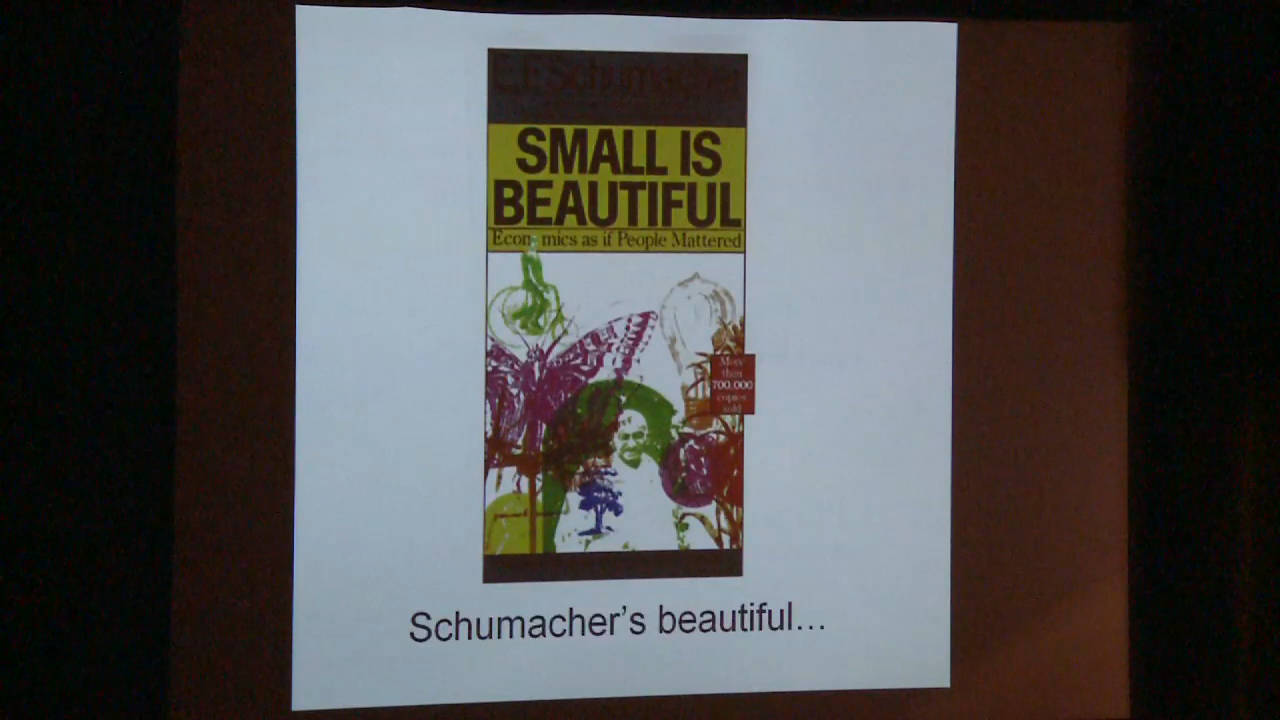 E.F. Schumacher
SMALL IS
BEAUTIFUL
Economics as if People Mattered
More
than
700,000
copies
sold
Schumacher's beautiful...